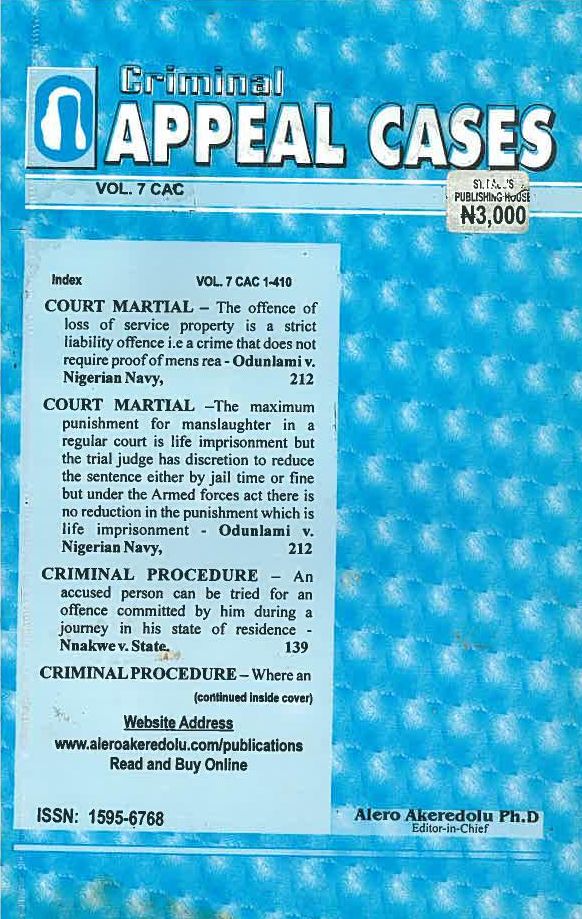 Criminal
APPEAL CASES
VOL. 7 CAC
PUBLISHING HOUSE
₦3,000
Index VOL. 7 CAC 1-410
COURT MARTIAL – The offence of
loss of service property is a strict
liability offence i.e a crime that does not
require proof of mens rea - Odunlami v.
Nigerian Navy, 212
COURT MARTIAL –The maximum
punishment for manslaughter in a
regular court is life imprisonment but
the trial judge has discretion to reduce
the sentence either by jail time or fine
but under the Armed forces act there is
no reduction in the punishment which is
life imprisonment - Odunlami v.
Nigerian Navy, 212
CRIMINAL PROCEDURE – An
accused person can be tried for an
offence committed by him during a
journey in his state of residence -
Nnakwe v. State. 139
CRIMINAL PROCEDURE – Where an
(continued inside cover)
Website Address
www.aleroakeredolu.com/publications
Read and Buy Online
ISSN: 1595-6768
Alero Akeredolu Ph.D
Editor-in-Chief